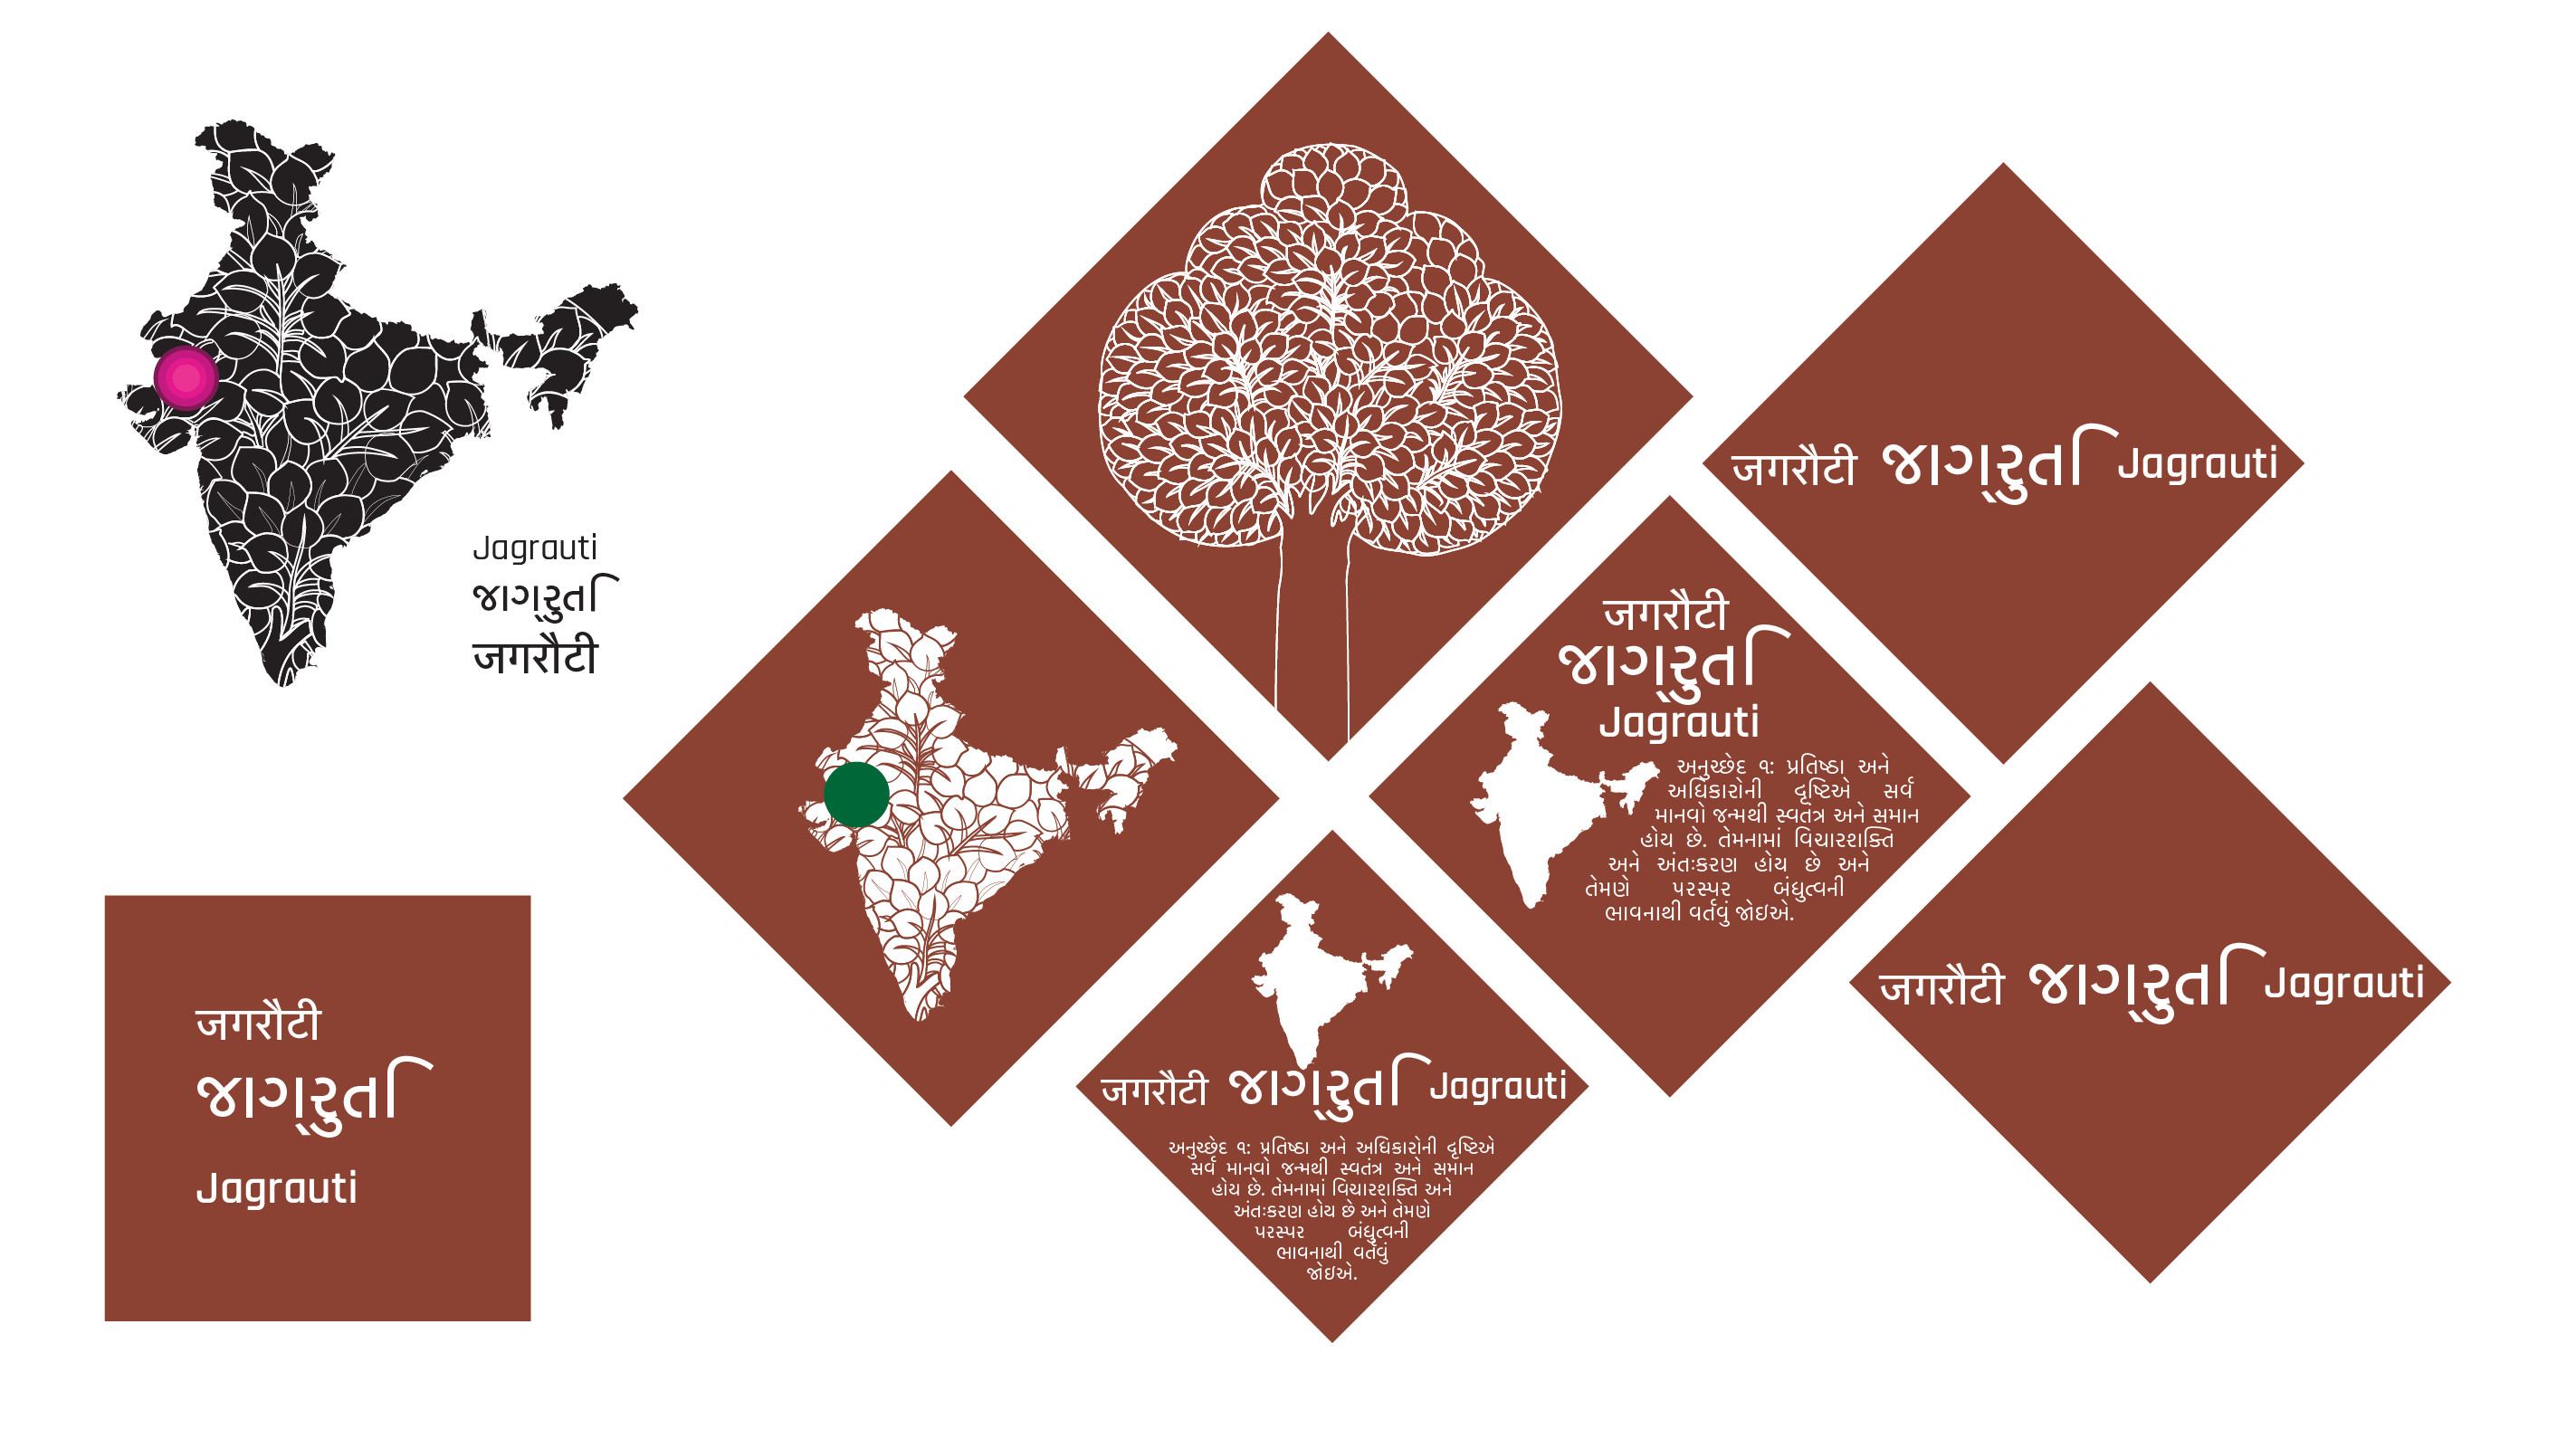 Jagrauti
જાગ્રુતિ
जगरौटी
जगरौटी
જાગ્રુતિ
Jagrauti
जगरौटी
જાગ્રુતિ
Jagrauti
અનુચ્છેદ ૧: પ્રતિષ્ઠા અને
અધિકારોની દૃષ્ટિએ સર્વ
માનવો જન્મથી સ્વતંત્ર અને સમાન
હોય છે. તેમનામાં વિચારશક્તિ
અને અંતઃકરણ હોય છે અને
તેમણે પરસ્પર બંધુત્વની
ભાવનાથી વર્તવું જોઇએ.
जगरौटी જાગ્રુતિ Jagrauti
અનુચ્છેદ ૧: પ્રતિષ્ઠા અને અધિકારોની દૃષ્ટિએ
સર્વ માનવો જન્મથી સ્વતંત્ર અને સમાન
હોય છે. તેમનામાં વિચારશક્તિ અને
અંતઃકરણ હોય છે અને તેમણે
પરસ્પર બંધુત્વની
ભાવનાથી વર્તવું
જોઇએ.
जगरौटी જાગ્રુતિ Jagrauti
जगरौटी જાગ્રુતિ Jagrauti